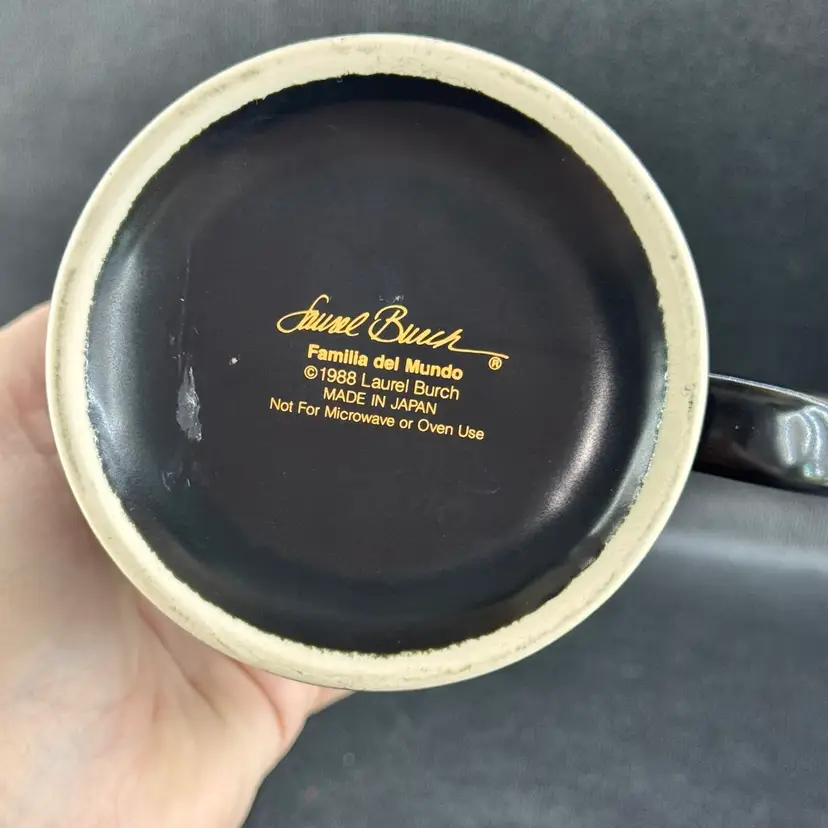 Laurel Burch ®
Familia del Mundo
©1988 Laurel Burch
MADE IN JAPAN
Not For Microwave or Oven Use